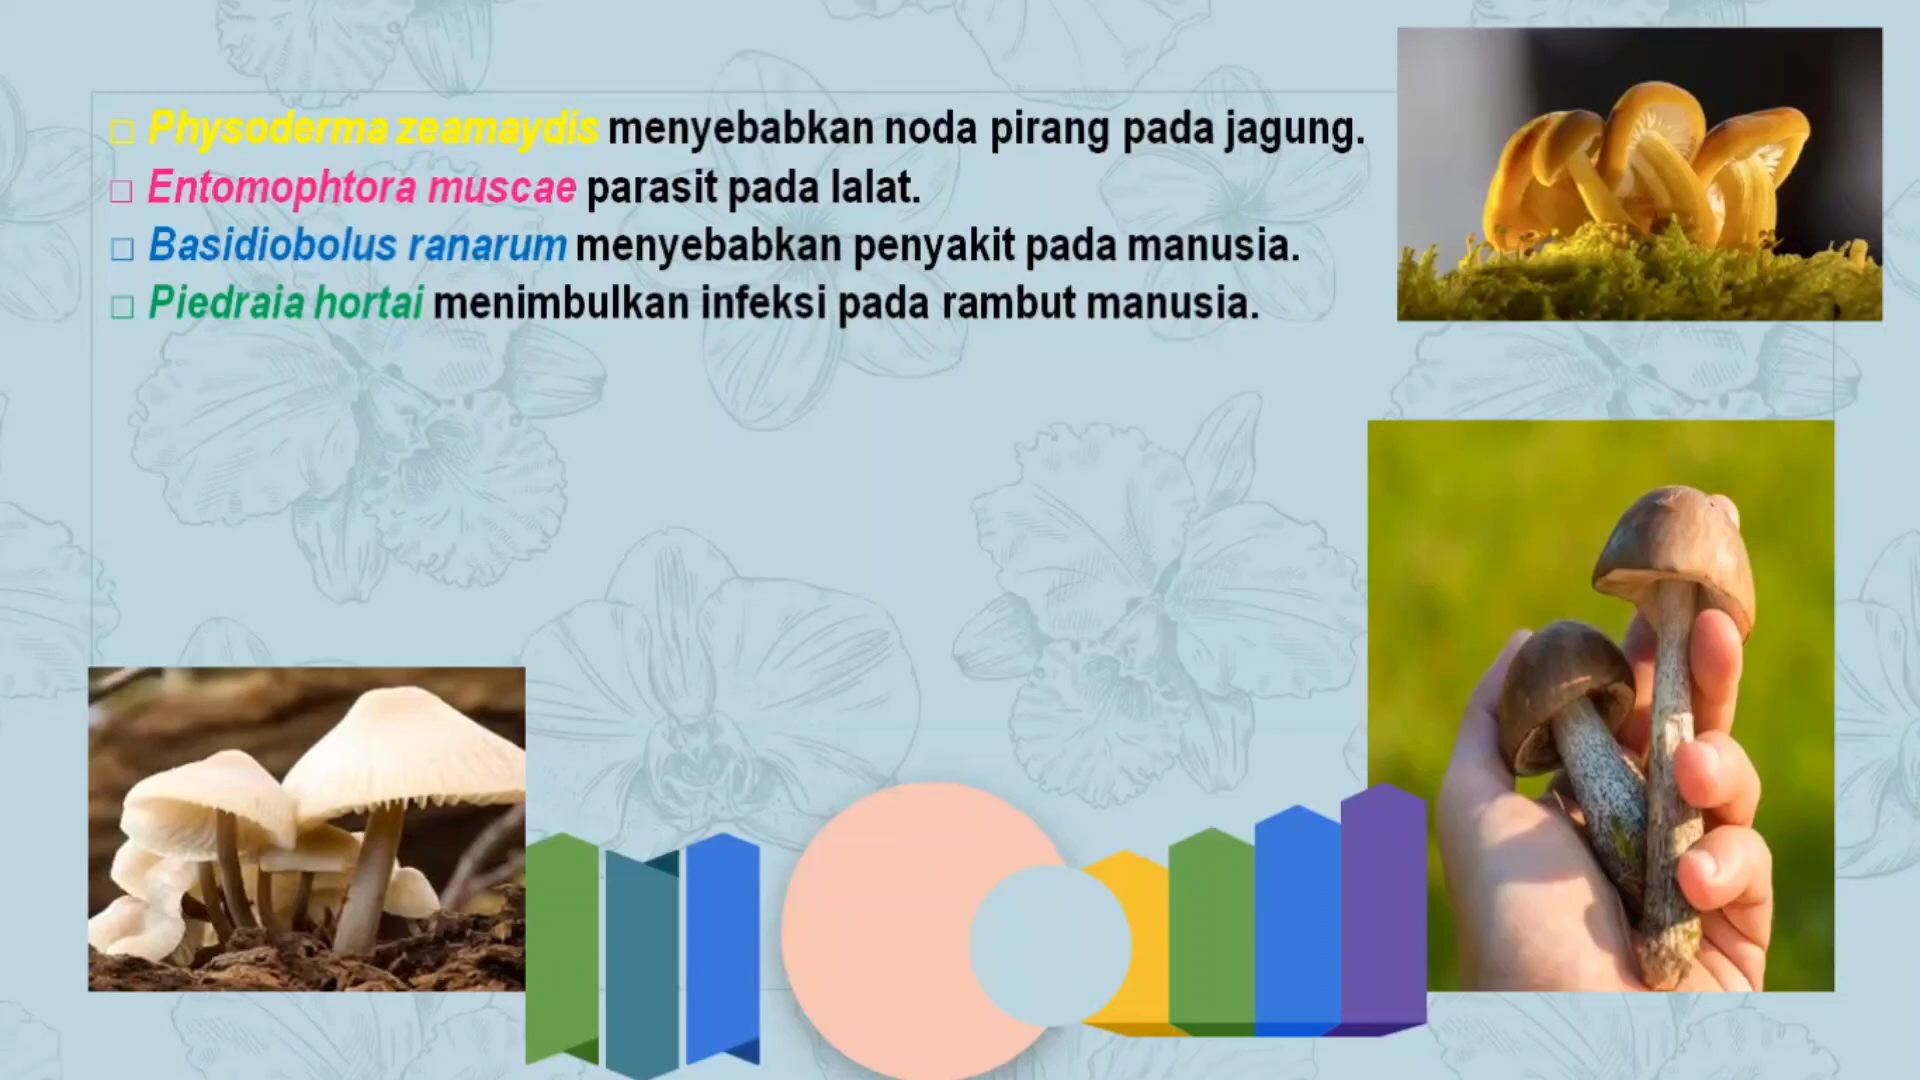 □ Physoderma zeamaydis menyebabkan noda pirang pada jagung.
□ Entomophtora muscae parasit pada lalat.
□ Basidiobolus ranarum menyebabkan penyakit pada manusia.
□ Piedraia hortai menimbulkan infeksi pada rambut manusia.